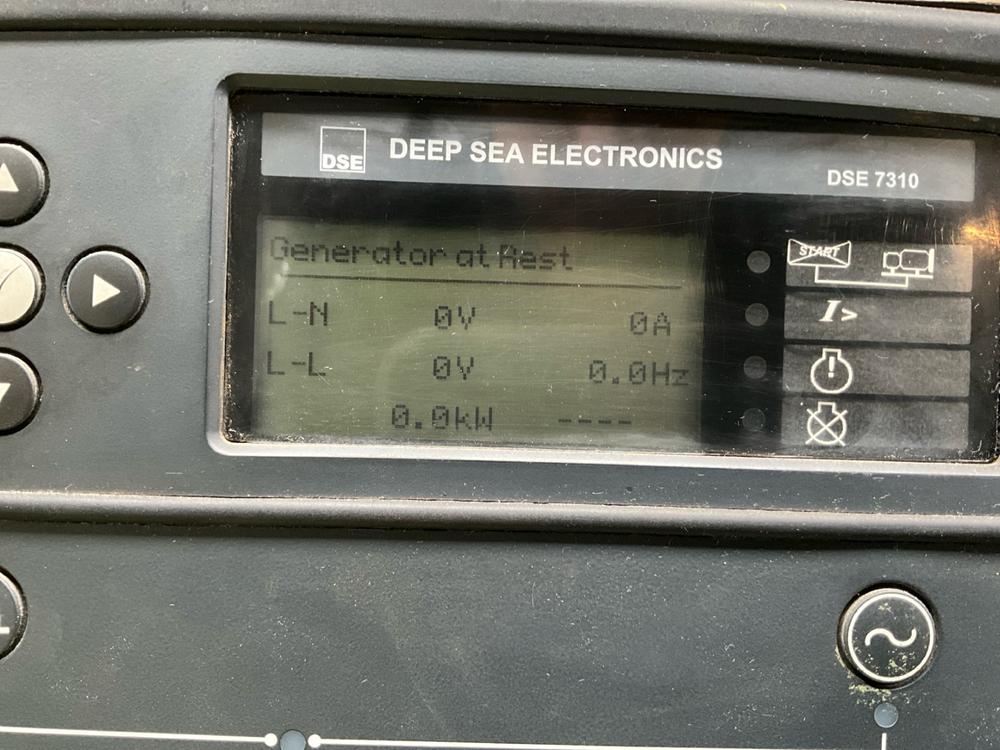 DSE
DEEP SEA ELECTRONICS
DSE 7310
Generator at Rest
L-N 0V 0A
L-L 0V 0.0Hz
0.0kW ----
START
I>
!